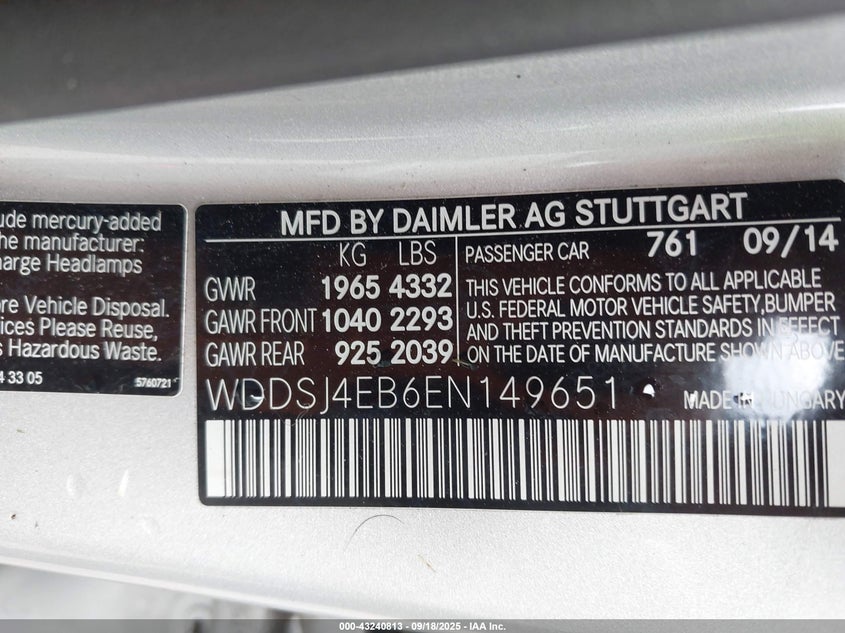 ude mercury-added
he manufacturer:
harge Headlamps
ore Vehicle Disposal.
ices Please Reuse,
s Hazardous Waste.
4 33 05
5760721
MFD BY DAIMLER AG STUTTGART
KG LBS
GVWR 1965 4332
GAWR FRONT 1040 2293
GAWR REAR 925 2039
PASSENGER CAR 761 09/14
THIS VEHICLE CONFORMS TO ALL APPLICABLE
U.S. FEDERAL MOTOR VEHICLE SAFETY,BUMPER
AND THEFT PREVENTION STANDARDS IN EFFECT
ON THE DATE OF MANUFACTURE SHOWN ABOVE
WDDSJ4EB6EN149651
MADE IN HUNGARY
000-43240813 - 09/18/2025 - IAA Inc.